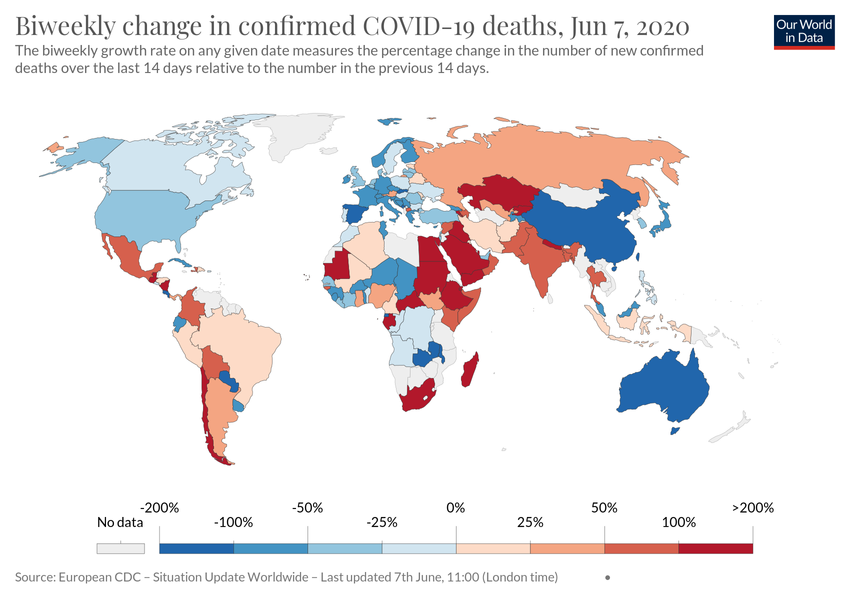 Biweekly change in confirmed COVID-19 deaths, Jun 7, 2020
Our World
in Data
The biweekly growth rate on any given date measures the percentage change in the number of new confirmed
deaths over the last 14 days relative to the number in the previous 14 days.
-200% -50% 0% 50% >200%
No data -100% -25% 25% 100%
Source: European CDC – Situation Update Worldwide – Last updated 7th June, 11:00 (London time) •